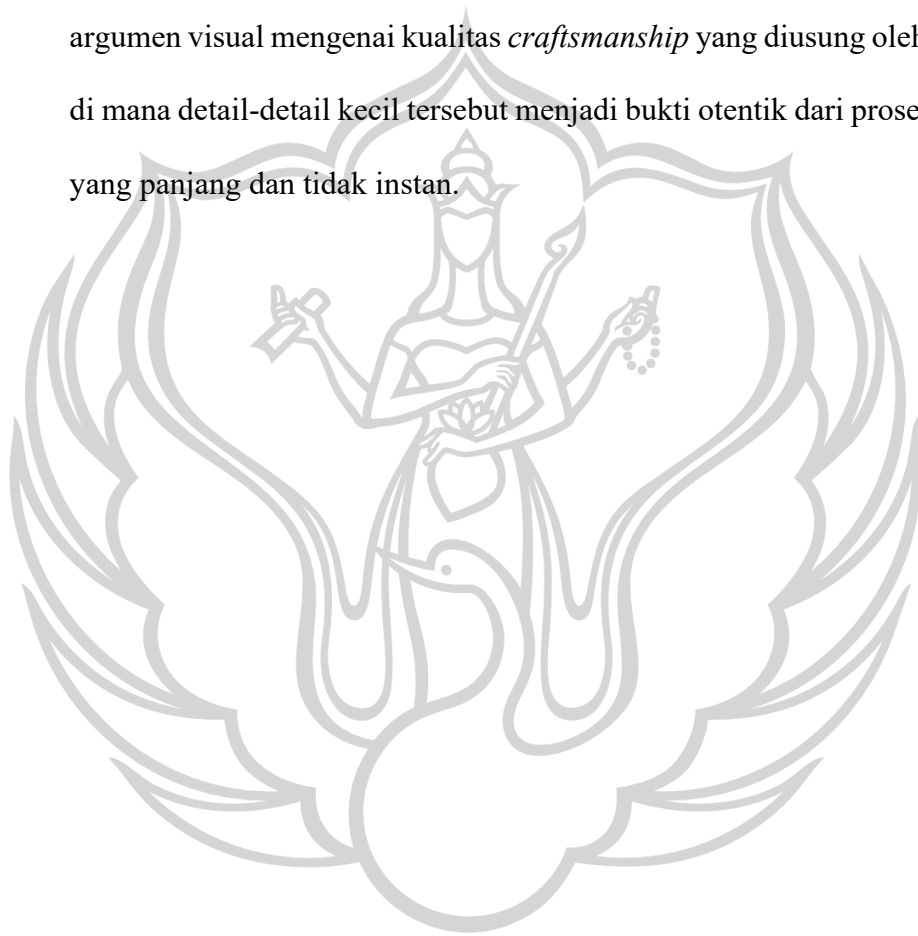 argumen visual mengenai kualitas craftsmanship yang diusung oleh
di mana detail-detail kecil tersebut menjadi bukti otentik dari prose
yang panjang dan tidak instan.